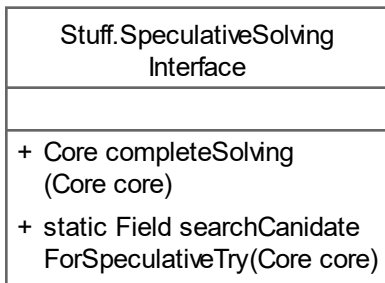 Stuff.SpeculativeSolving
Interface
+ Core completeSolving
(Core core)
+ static Field searchCanidate
ForSpeculativeTry(Core core)